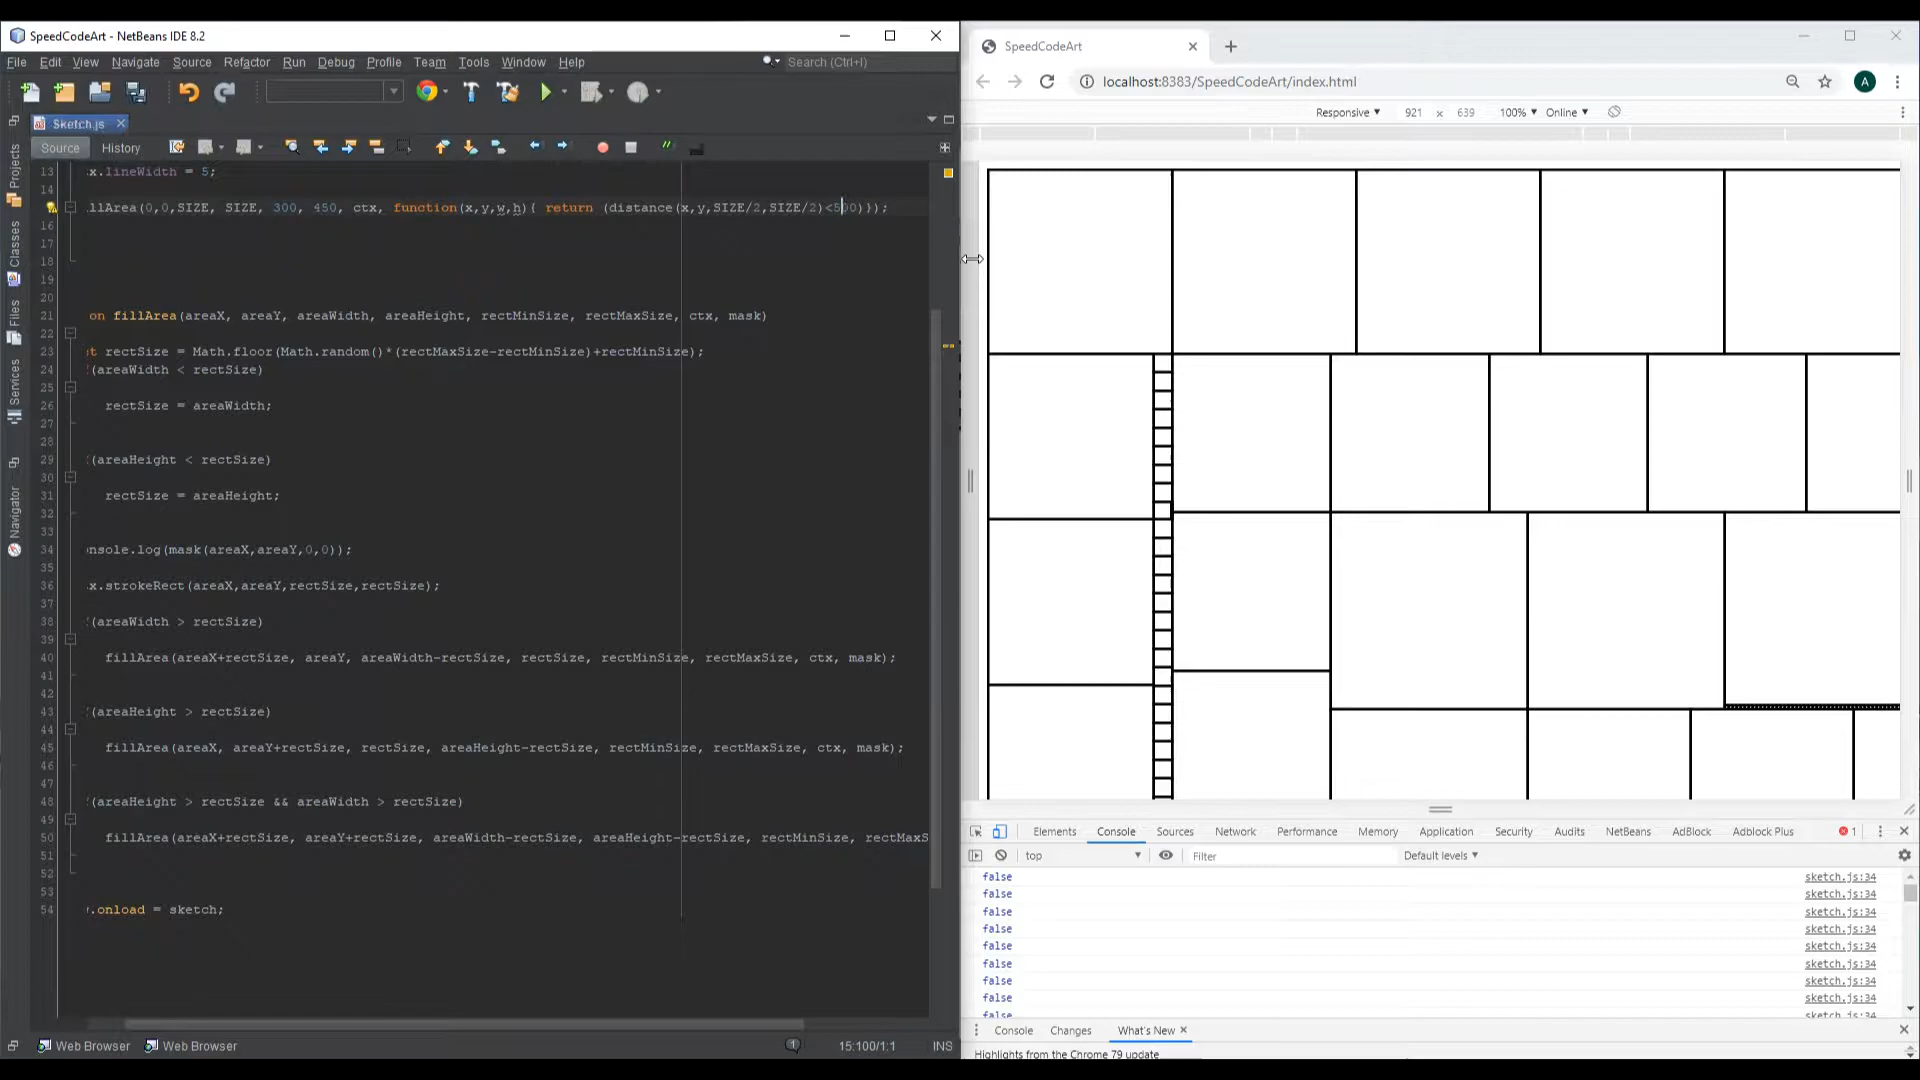 SpeedCodeArt - NetBeans IDE 8.2
File Edit View Navigate Source Refactor Run Debug Profile Team Tools Window Help
Search (Ctrl+I)
Sketch.js
Source History
Projects
Classes
Files
Services
Navigator
13 x.lineWidth = 5;
14
llArea(0,0,SIZE, SIZE, 300, 450, ctx, function(x,y,w,h){ return (distance(x,y,SIZE/2,SIZE/2)<500)});
16
17
18
19
20
21 on fillArea(areaX, areaY, areaWidth, areaHeight, rectMinSize, rectMaxSize, ctx, mask)
22
23 t rectSize = Math.floor(Math.random()*(rectMaxSize-rectMinSize)+rectMinSize);
24 (areaWidth < rectSize)
25
26 rectSize = areaWidth;
27
28
29 (areaHeight < rectSize)
30
31 rectSize = areaHeight;
32
33
34 nsole.log(mask(areaX,areaY,0,0));
35
36 x.strokeRect(areaX,areaY,rectSize,rectSize);
37
38 (areaWidth > rectSize)
39
40 fillArea(areaX+rectSize, areaY, areaWidth-rectSize, rectSize, rectMinSize, rectMaxSize, ctx, mask);
41
42
43 (areaHeight > rectSize)
44
45 fillArea(areaX, areaY+rectSize, rectSize, areaHeight-rectSize, rectMinSize, rectMaxSize, ctx, mask);
46
47
48 (areaHeight > rectSize && areaWidth > rectSize)
49
50 fillArea(areaX+rectSize, areaY+rectSize, areaWidth-rectSize, areaHeight-rectSize, rectMinSize, rectMaxS
51
52
53
54 .onload = sketch;
Web Browser Web Browser
1
15:100/1:1 INS
SpeedCodeArt
localhost:8383/SpeedCodeArt/index.html
A
Responsive 921 x 639 100% Online
Elements Console Sources Network Performance Memory Application Security Audits NetBeans AdBlock Adblock Plus 1
top Filter Default levels
false sketch.js:34
false sketch.js:34
false sketch.js:34
false sketch.js:34
false sketch.js:34
false sketch.js:34
false sketch.js:34
false sketch.js:34
false sketch.js:34
Console Changes What's New
Highlights from the Chrome 79 update